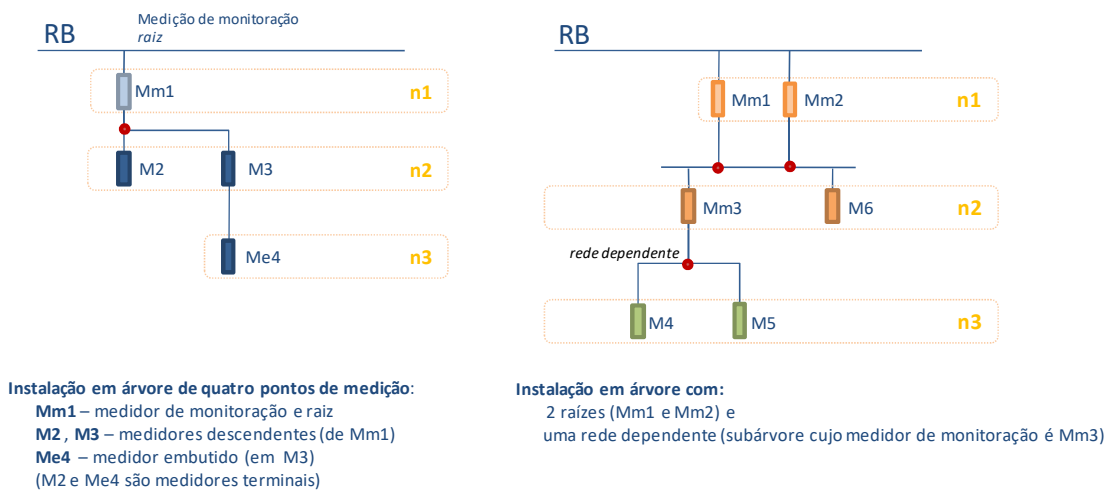 RB
Medição de monitoração
raiz
Mm1
n1
M2
M3
n2
Me4
n3
Instalação em árvore de quatro pontos de medição:
Mm1 – medidor de monitoração e raiz
M2 , M3 – medidores descendentes (de Mm1)
Me4 – medidor embutido (em M3)
(M2 e Me4 são medidores terminais)
RB
Mm1
Mm2
n1
Mm3
M6
n2
rede dependente
M4
M5
n3
Instalação em árvore com:
2 raízes (Mm1 e Mm2) e
uma rede dependente (subárvore cujo medidor de monitoração é Mm3)